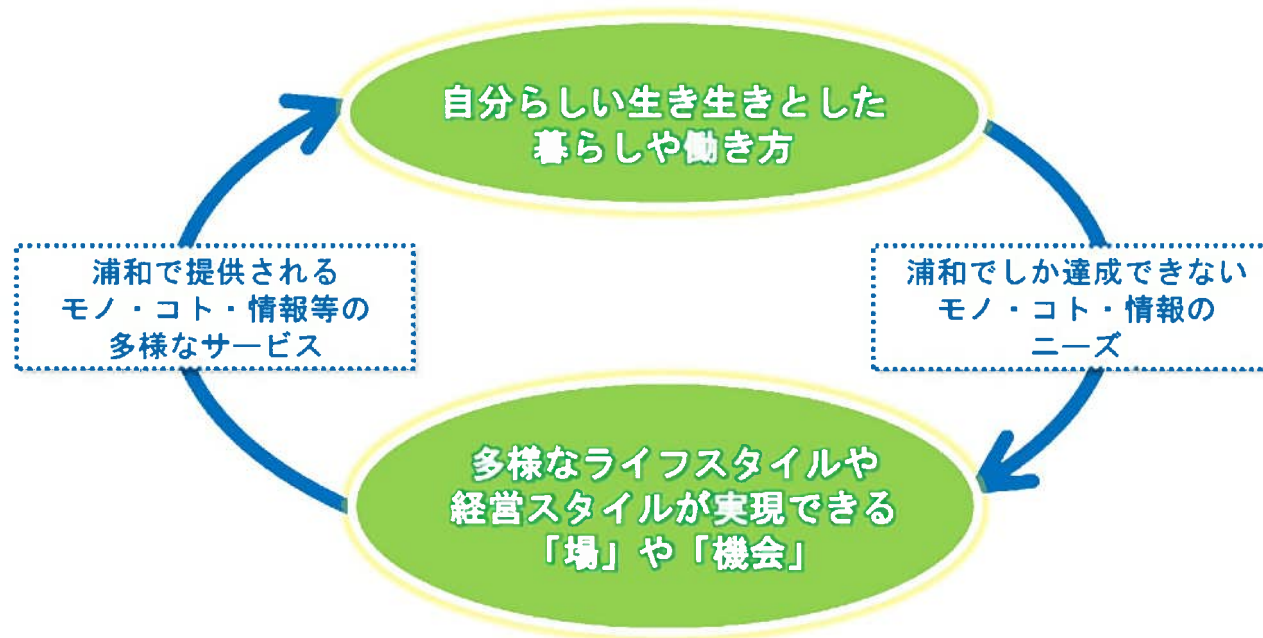 自分らしい生き生きとした
暮らしや働き方
浦和で提供される
モノ・コト・情報等の
多様なサービス
浦和でしか達成できない
モノ・コト・情報の
ニーズ
多様なライフスタイルや
経営スタイルが実現できる
「場」や「機会」